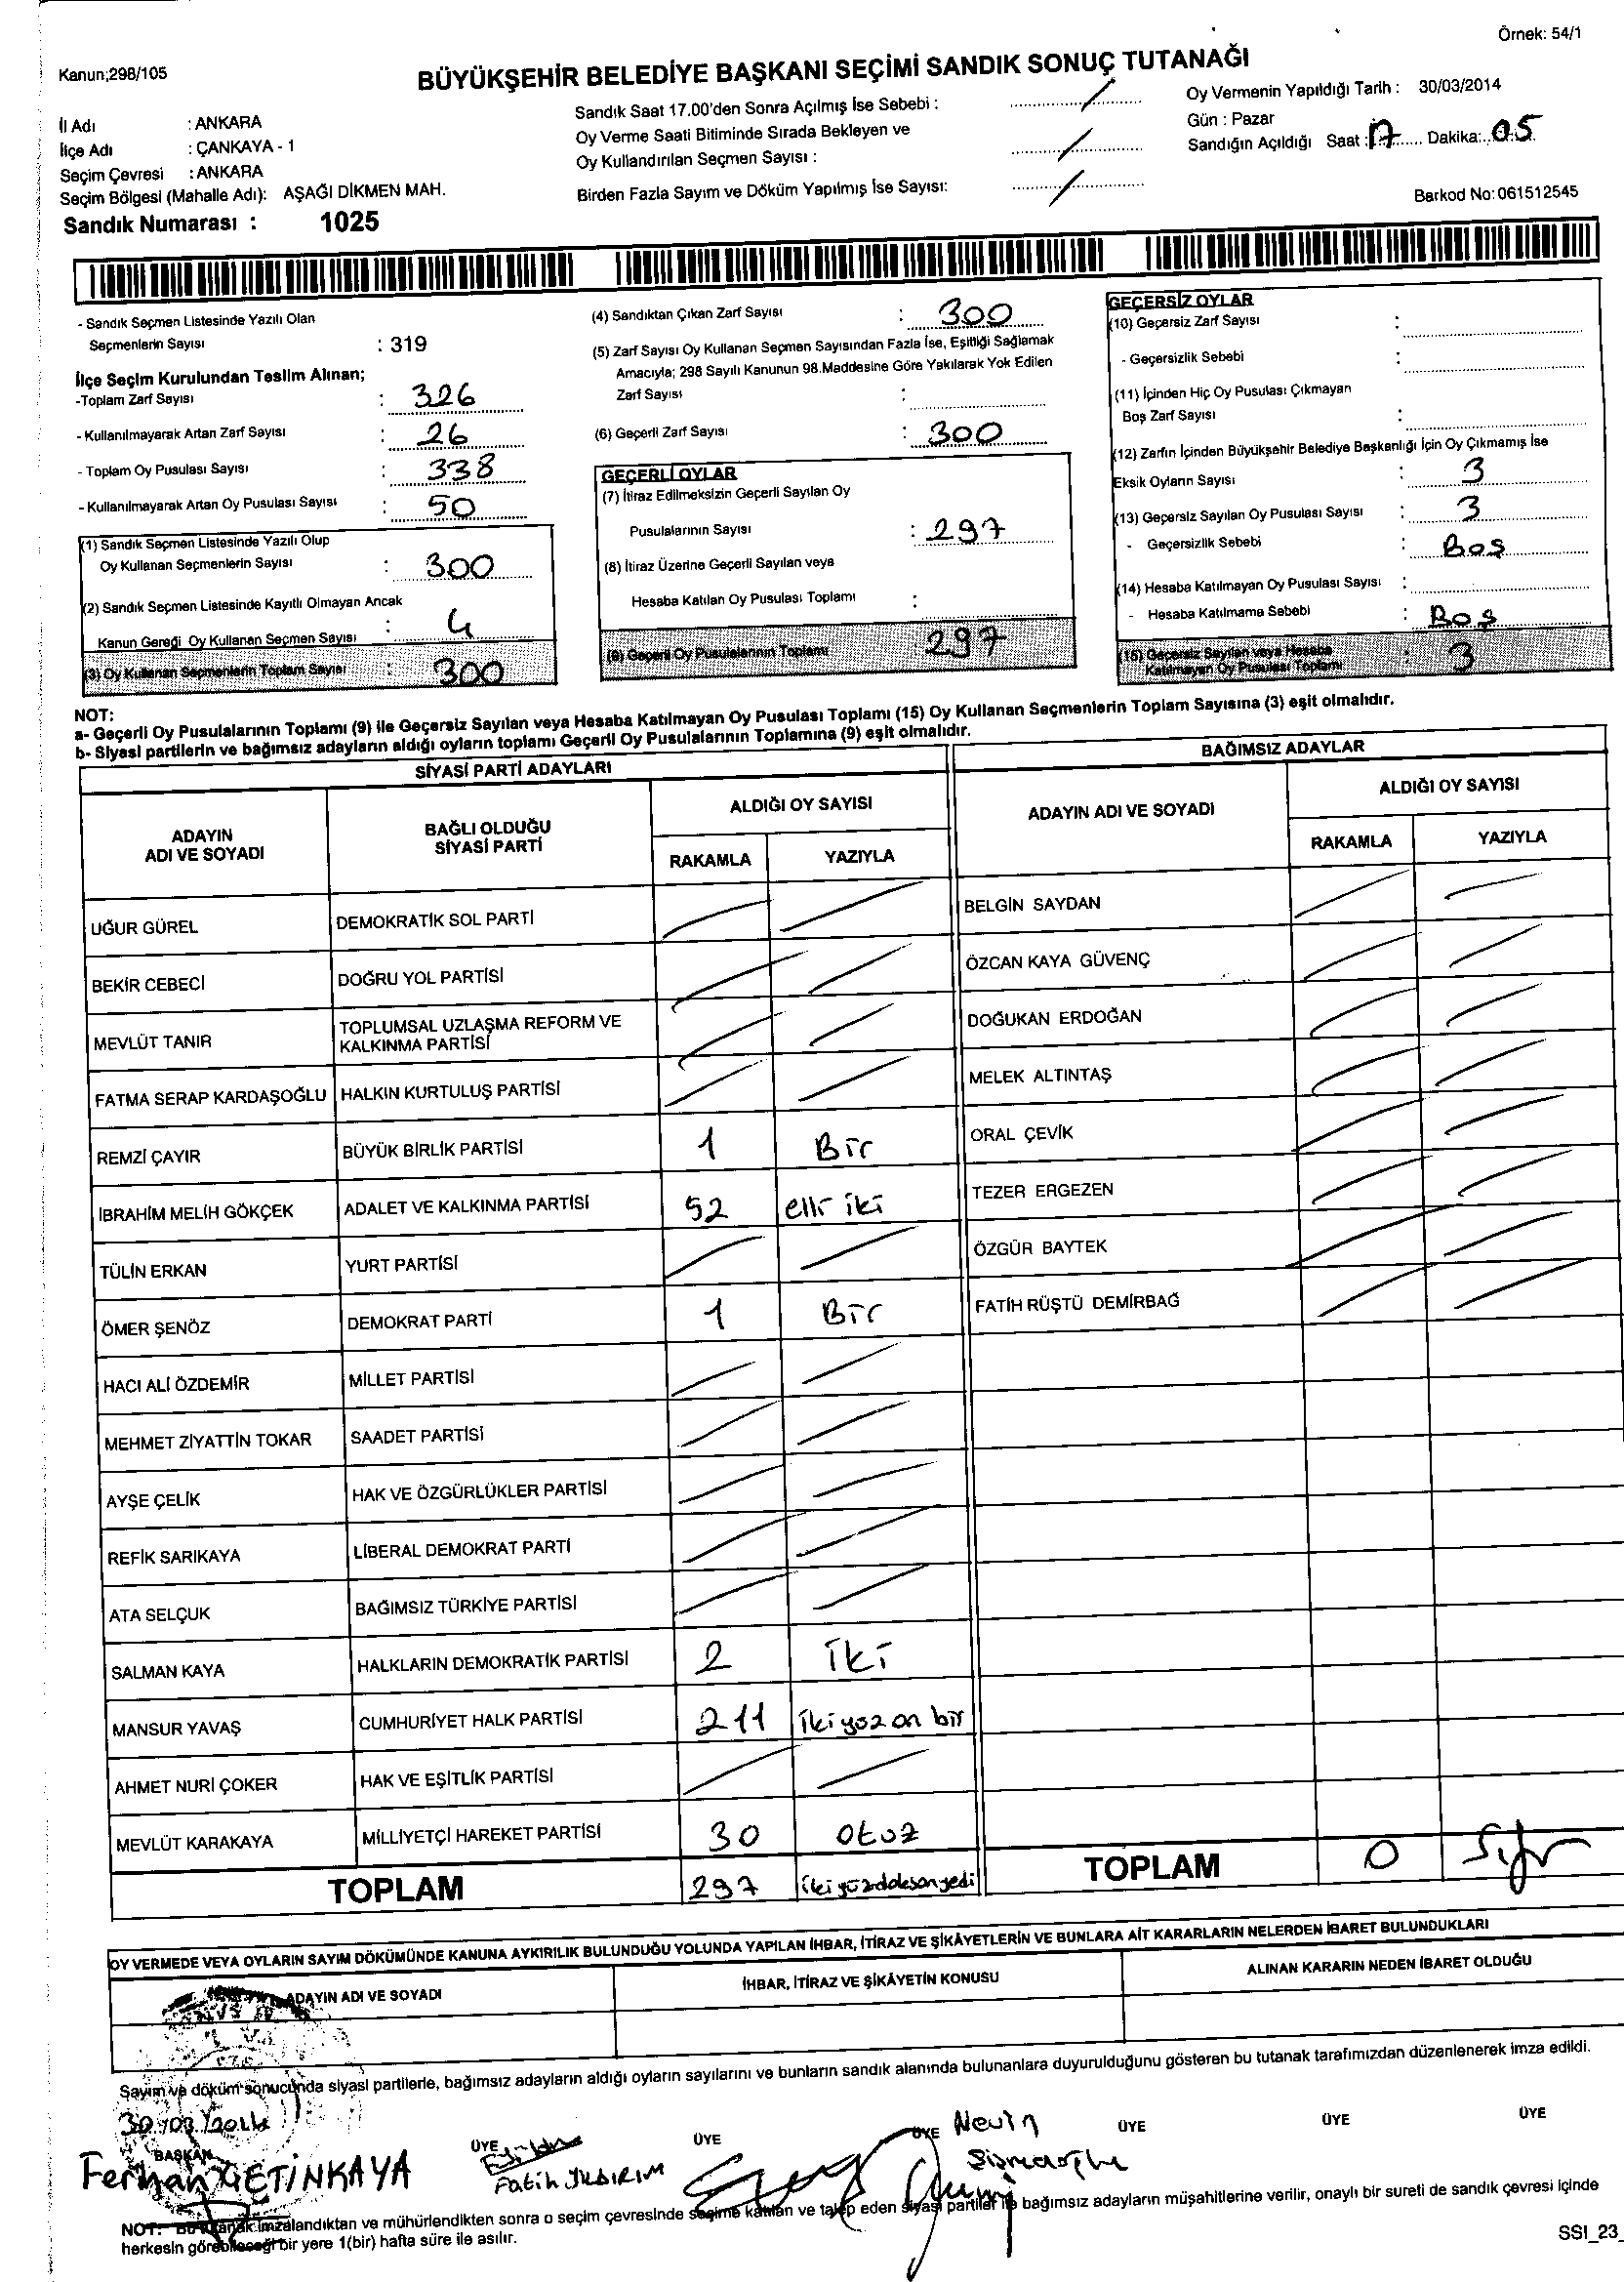 Örnek: 54/1
Kanun;298/105
BÜYÜKŞEHİR BELEDİYE BAŞKANI SEÇİMİ SANDIK SONUÇ TUTANAĞI
İl Adı : ANKARA
İlçe Adı : ÇANKAYA - 1
Seçim Çevresi : ANKARA
Seçim Bölgesi (Mahalle Adı): AŞAĞI DİKMEN MAH.
Sandık Numarası : 1025
Sandık Saat 17.00'den Sonra Açılmış İse Sebebi : /
Oy Verme Saati Bitiminde Sırada Bekleyen ve
Oy Kullandırılan Seçmen Sayısı : /
Birden Fazla Sayım ve Döküm Yapılmış İse Sayısı: /
Oy Vermenin Yapıldığı Tarih : 30/03/2014
Gün : Pazar
Sandığın Açıldığı Saat : 17 Dakika: 05
Barkod No: 061512545
- Sandık Seçmen Listesinde Yazılı Olan
Seçmenlerin Sayısı : 319
İlçe Seçim Kurulundan Teslim Alınan;
-Toplam Zarf Sayısı : 326
- Kullanılmayarak Artan Zarf Sayısı : 26
- Toplam Oy Pusulası Sayısı : 338
- Kullanılmayarak Artan Oy Pusulası Sayısı : 50
(1) Sandık Seçmen Listesinde Yazılı Olup
Oy Kullanan Seçmenlerin Sayısı : 300
(2) Sandık Seçmen Listesinde Kayıtlı Olmayan Ancak
Kanun Gereği Oy Kullanan Seçmen Sayısı : 4
(3) Oy Kullanan Seçmenlerin Toplam Sayısı : 300
(4) Sandıktan Çıkan Zarf Sayısı : 300
(5) Zarf Sayısı Oy Kullanan Seçmen Sayısından Fazla İse, Eşitliği Sağlamak
Amacıyla; 298 Sayılı Kanunun 98.Maddesine Göre Yakılarak Yok Edilen
Zarf Sayısı :
(6) Geçerli Zarf Sayısı : 300
GEÇERLİ OYLAR
(7) İtiraz Edilmeksizin Geçerli Sayılan Oy
Pusulalarının Sayısı : 297
(8) İtiraz Üzerine Geçerli Sayılan veya
Hesaba Katılan Oy Pusulası Toplamı :
(9) Geçerli Oy Pusulalarının Toplamı 297
GEÇERSİZ OYLAR
(10) Geçersiz Zarf Sayısı :
- Geçersizlik Sebebi :
(11) İçinden Hiç Oy Pusulası Çıkmayan
Boş Zarf Sayısı :
(12) Zarfın İçinden Büyükşehir Belediye Başkanlığı İçin Oy Çıkmamış İse
Eksik Oyların Sayısı : 3
(13) Geçersiz Sayılan Oy Pusulası Sayısı : 3
- Geçersizlik Sebebi : Boş
(14) Hesaba Katılmayan Oy Pusulası Sayısı :
- Hesaba Katılmama Sebebi : Boş
(15) Geçersiz Sayılan veya Hesaba
Katılmayan Oy Pusulası Toplamı : 3
NOT:
a- Geçerli Oy Pusulalarının Toplamı (9) ile Geçersiz Sayılan veya Hesaba Katılmayan Oy Pusulası Toplamı (15) Oy Kullanan Seçmenlerin Toplam Sayısına (3) eşit olmalıdır.
b- Siyasi partilerin ve bağımsız adayların aldığı oyların toplamı Geçerli Oy Pusulalarının Toplamına (9) eşit olmalıdır.
SİYASİ PARTİ ADAYLARI
ADAYIN
ADI VE SOYADI
BAĞLI OLDUĞU
SİYASİ PARTİ
ALDIĞI OY SAYISI
RAKAMLA YAZIYLA
UĞUR GÜREL DEMOKRATİK SOL PARTİ
BEKİR CEBECİ DOĞRU YOL PARTİSİ
MEVLÜT TANIR TOPLUMSAL UZLAŞMA REFORM VE
KALKINMA PARTİSİ
FATMA SERAP KARDAŞOĞLU HALKIN KURTULUŞ PARTİSİ
REMZİ ÇAYIR BÜYÜK BİRLİK PARTİSİ 1 Bir
İBRAHİM MELİH GÖKÇEK ADALET VE KALKINMA PARTİSİ 52 elli iki
TÜLİN ERKAN YURT PARTİSİ
ÖMER ŞENÖZ DEMOKRAT PARTİ 1 Bir
HACI ALİ ÖZDEMİR MİLLET PARTİSİ
MEHMET ZİYATTİN TOKAR SAADET PARTİSİ
AYŞE ÇELİK HAK VE ÖZGÜRLÜKLER PARTİSİ
REFİK SARIKAYA LİBERAL DEMOKRAT PARTİ
ATA SELÇUK BAĞIMSIZ TÜRKİYE PARTİSİ
SALMAN KAYA HALKLARIN DEMOKRATİK PARTİSİ 2 İki
MANSUR YAVAŞ CUMHURİYET HALK PARTİSİ 211 İkiyüz on bir
AHMET NURİ ÇOKER HAK VE EŞİTLİK PARTİSİ
MEVLÜT KARAKAYA MİLLİYETÇİ HAREKET PARTİSİ 30 Otuz
TOPLAM 297 İkiyüzdoksanyedi
BAĞIMSIZ ADAYLAR
ADAYIN ADI VE SOYADI
ALDIĞI OY SAYISI
RAKAMLA YAZIYLA
BELGİN SAYDAN
ÖZCAN KAYA GÜVENÇ
DOĞUKAN ERDOĞAN
MELEK ALTINTAŞ
ORAL ÇEVİK
TEZER ERGEZEN
ÖZGÜR BAYTEK
FATİH RÜŞTÜ DEMİRBAĞ
TOPLAM 0 Sıfır
OY VERMEDE VEYA OYLARIN SAYIM DÖKÜMÜNDE KANUNA AYKIRILIK BULUNDUĞU YOLUNDA YAPILAN İHBAR, İTİRAZ VE ŞİKÂYETLERİN VE BUNLARA AİT KARARLARIN NELERDEN İBARET BULUNDUKLARI
ADAYIN ADI VE SOYADI
İHBAR, İTİRAZ VE ŞİKÂYETİN KONUSU
ALINAN KARARIN NEDEN İBARET OLDUĞU
Sayım ve döküm sonucunda siyasi partilerle, bağımsız adayların aldığı oyların sayılarını ve bunların sandık alanında bulunanlara duyurulduğunu gösteren bu tutanak tarafımızdan düzenlenerek imza edildi.
30/03/2014
BAŞKAN ÜYE ÜYE ÜYE ÜYE ÜYE ÜYE
Ferhan ÇETİNKAYA
Fatih YILDIRIM
Nevin
NOT: Bu tutanak imzalandıktan ve mühürlendikten sonra o seçim çevresinde seçime katılan ve talep eden siyasi partiler ile bağımsız adayların müşahitlerine verilir, onaylı bir sureti de sandık çevresi içinde
herkesin görebileceği bir yere 1(bir) hafta süre ile asılır.
SSI_23_